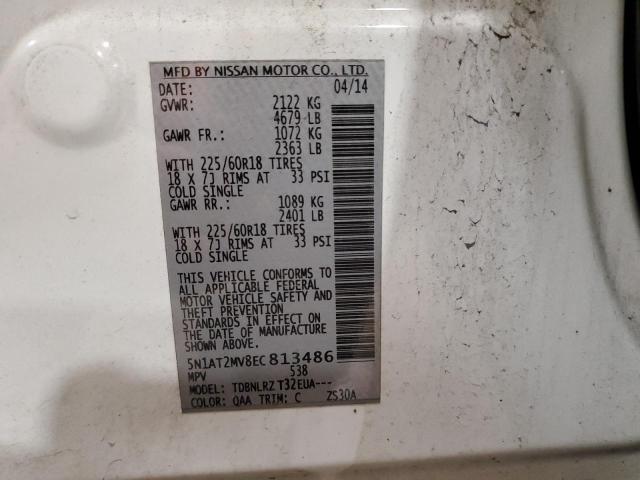 MFD BY NISSAN MOTOR CO., LTD.
DATE: 04/14
GVWR: 2122 KG
4679 LB
GAWR FR.: 1072 KG
2363 LB
WITH 225/60R18 TIRES
18 X 7J RIMS AT 33 PSI
COLD SINGLE
GAWR RR.: 1089 KG
2401 LB
WITH 225/60R18 TIRES
18 X 7J RIMS AT 33 PSI
COLD SINGLE
THIS VEHICLE CONFORMS TO
ALL APPLICABLE FEDERAL
MOTOR VEHICLE SAFETY AND
THEFT PREVENTION
STANDARDS IN EFFECT ON
THE DATE OF MANUFACTURE
SHOWN ABOVE.
5N1AT2MV8EC813486
MPV 538
MODEL: TDBNLRZ T32EUA---
COLOR: QAA TRIM: C ZS30A